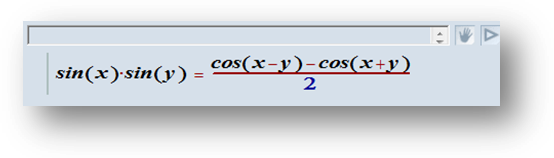 sin(x)·sin(y) = cos(x−y)−cos(x+y)
2